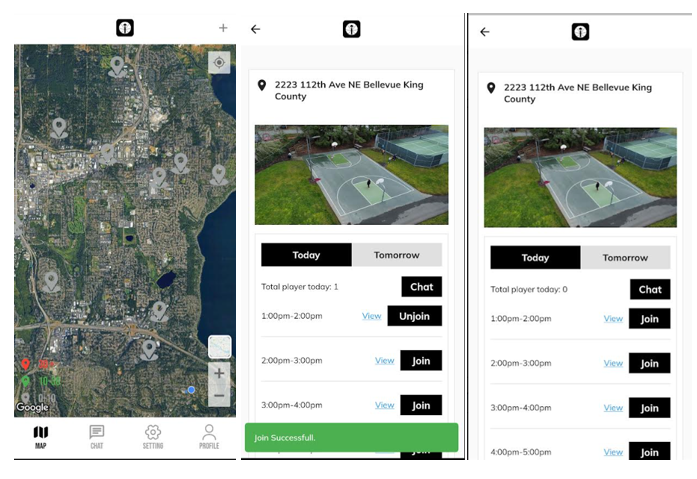 +
10-39
0-10
+
−
Google
MAP
CHAT
SETTING
PROFILE
2223 112th Ave NE Bellevue King
County
Today Tomorrow
Total player today: 1 Chat
1:00pm-2:00pm View Unjoin
2:00pm-3:00pm View Join
3:00pm-4:00pm View Join
Join Successfull.
2223 112th Ave NE Bellevue King
County
Today Tomorrow
Total player today: 0 Chat
1:00pm-2:00pm View Join
2:00pm-3:00pm View Join
3:00pm-4:00pm View Join
4:00pm-5:00pm View Join